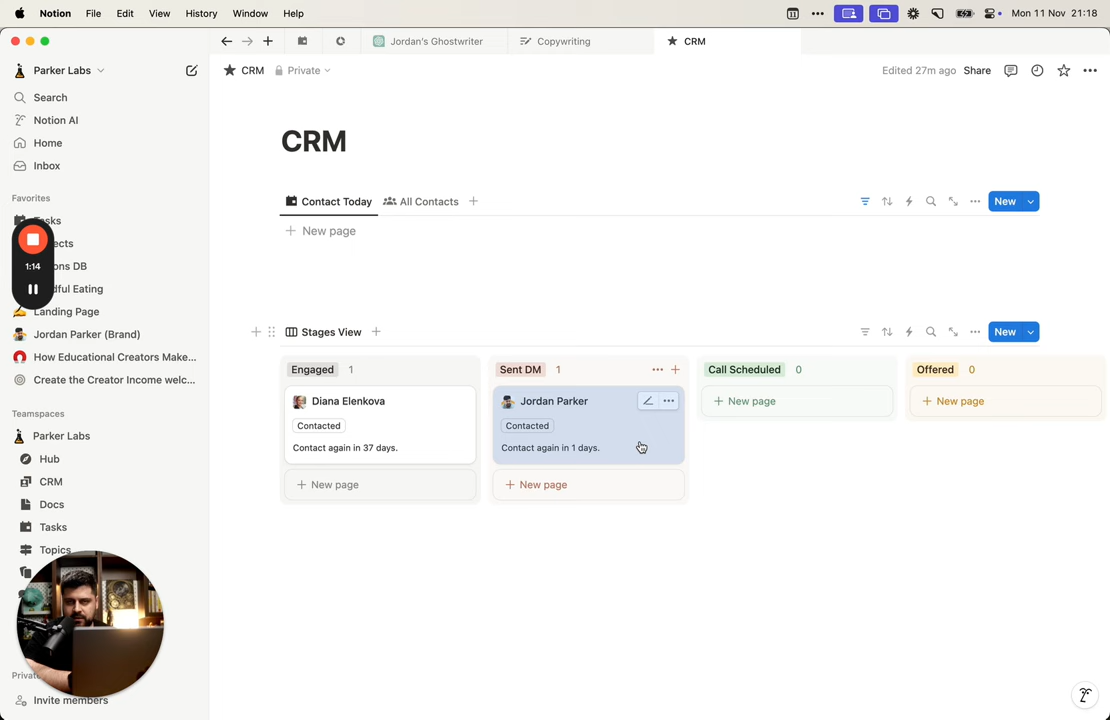 Notion File Edit View History Window Help
Mon 11 Nov 21:18
Jordan's Ghostwriter
Copywriting
CRM
Parker Labs
CRM Private
Edited 27m ago Share
Search
Notion AI
Home
Inbox
Favorites
DB
Eating
Landing Page
Jordan Parker (Brand)
How Educational Creators Make...
Create the Creator Income welc...
Teamspaces
Parker Labs
Hub
CRM
Docs
Tasks
Topics
Invite members
1:14
CRM
Contact Today All Contacts
New
New page
Stages View
New
Engaged 1
Diana Elenkova
Contacted
Contact again in 37 days.
New page
Sent DM 1
Jordan Parker
Contacted
Contact again in 1 days.
New page
Call Scheduled 0
New page
Offered 0
New page